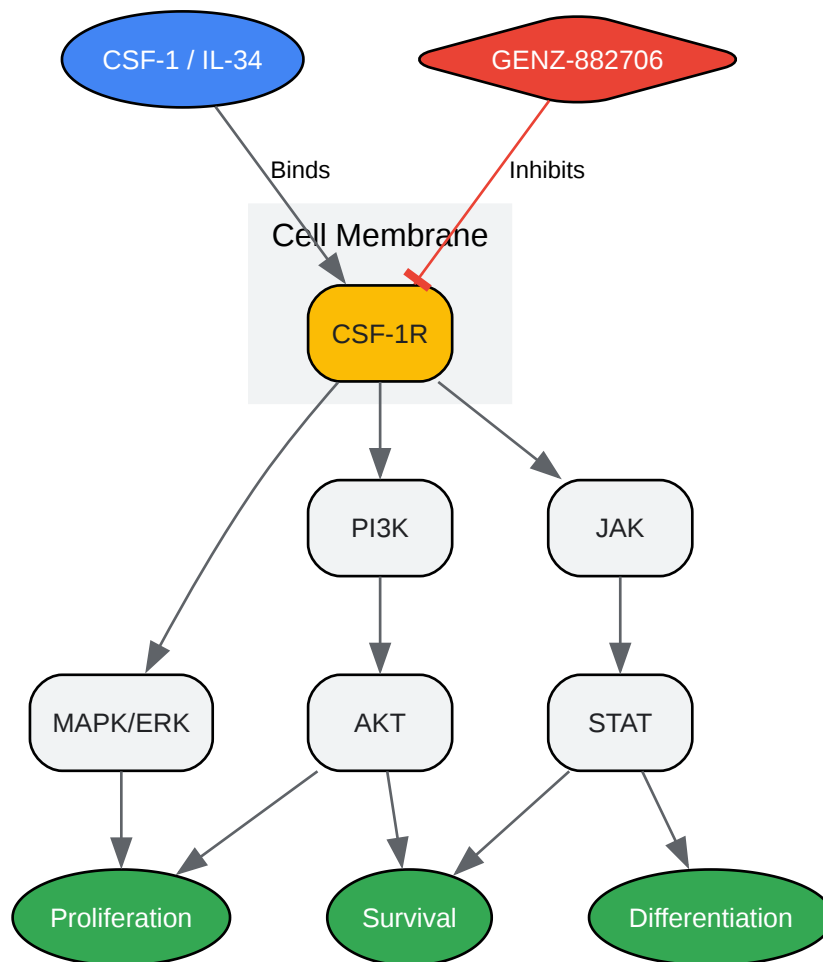 CSF-1 / IL-34
GENZ-882706
Binds
Inhibits
Cell Membrane
CSF-1R
PI3K
JAK
MAPK/ERK
AKT
STAT
Proliferation
Survival
Differentiation